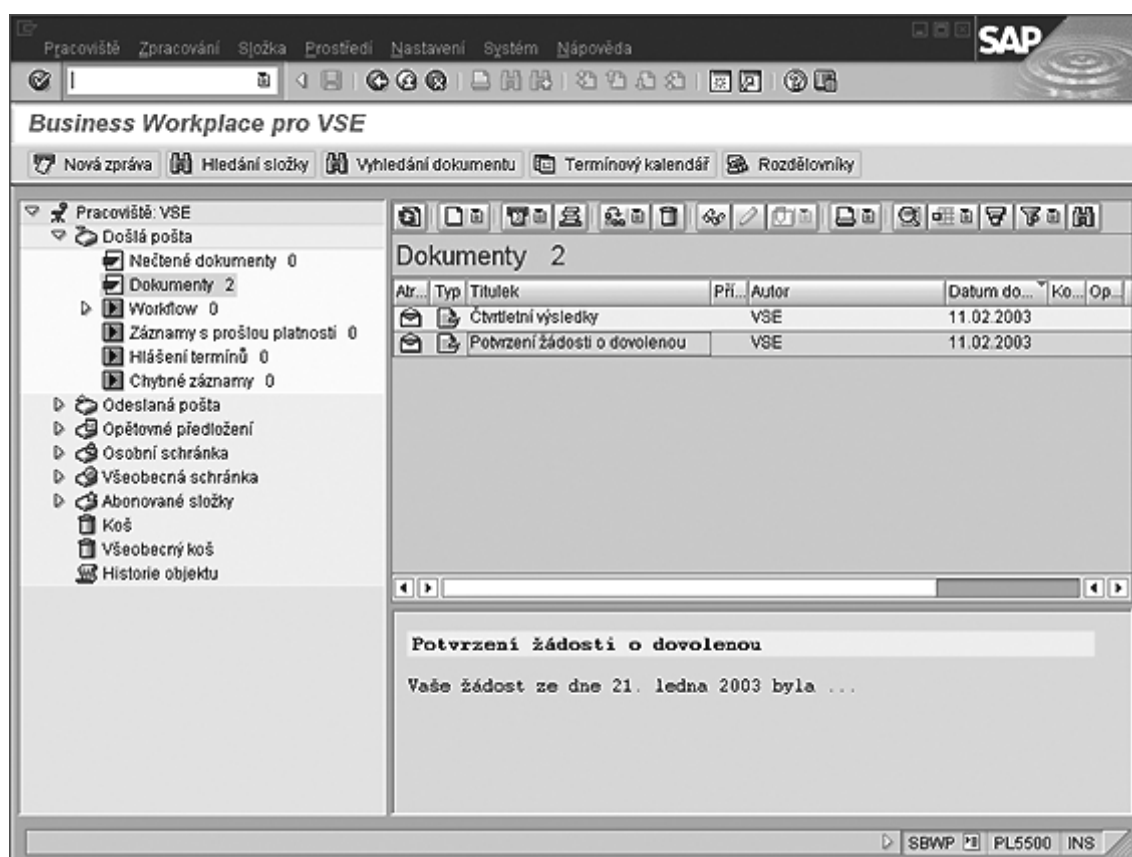 Pracoviště Zpracování Složka Prostředí Nastavení Systém Nápověda
SAP
Business Workplace pro VSE
Nová zpráva Hledání složky Vyhledání dokumentu Termínový kalendář Rozdělovníky
Pracoviště: VSE
Došlá pošta
Nečtené dokumenty 0
Dokumenty 2
Workflow 0
Záznamy s prošlou platností 0
Hlášení termínů 0
Chybné záznamy 0
Odeslaná pošta
Opětovné předložení
Osobní schránka
Všeobecná schránka
Abonované složky
Koš
Všeobecný koš
Historie objektu
Dokumenty 2
Atr... Typ Titulek Pří... Autor Datum do... Ko... Op...
Čtvrtletní výsledky VSE 11.02.2003
Potvrzení žádosti o dovolenou VSE 11.02.2003
Potvrzení žádosti o dovolenou
Vaše žádost ze dne 21. ledna 2003 byla ...
SBWP PL5500 INS